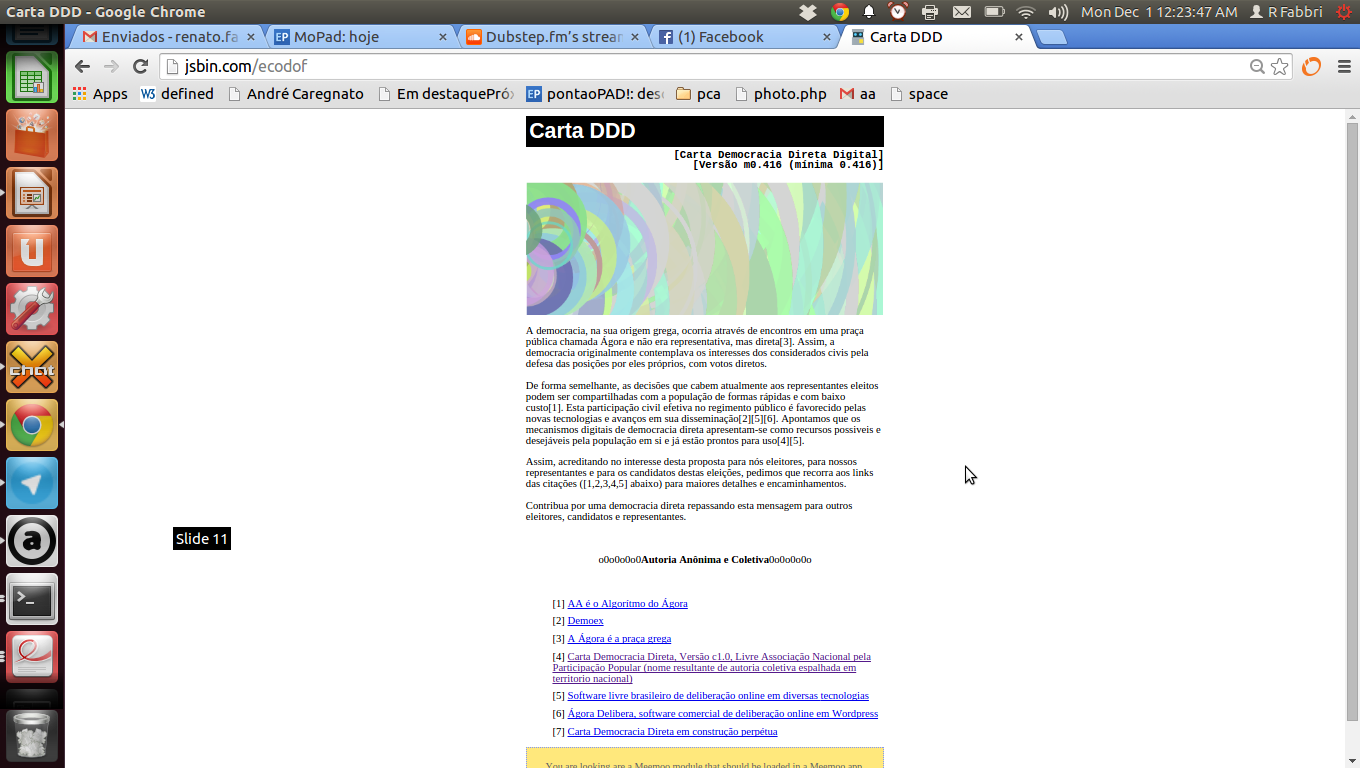 Carta DDD - Google Chrome
Mon Dec 1 12:23:47 AM
R Fabbri
Enviados - renato.fa
MoPad: hoje
Dubstep.fm's strean
(1) Facebook
Carta DDD
jsbin.com/ecodof
Apps
defined
André Caregnato
Em destaquePró
pontaoPAD!: des
pca
photo.php
aa
space
Carta DDD
[Carta Democracia Direta Digital]
[Versão m0.416 (mínima 0.416)]
A democracia, na sua origem grega, ocorria através de encontros em uma praça
pública chamada Ágora e não era representativa, mas direta[3]. Assim, a
democracia originalmente contemplava os interesses dos considerados civis pela
defesa das posições por eles próprios, com votos diretos.
De forma semelhante, as decisões que cabem atualmente aos representantes eleitos
podem ser compartilhadas com a população de formas rápidas e com baixo
custo[1]. Esta participação civil efetiva no regimento público é favorecido pelas
novas tecnologias e avanços em sua disseminação[2][5][6]. Apontamos que os
mecanismos digitais de democracia direta apresentam-se como recursos possiveis e
desejáveis pela população em si e já estão prontos para uso[4][5].
Assim, acreditando no interesse desta proposta para nós eleitores, para nossos
representantes e para os candidatos destas eleições, pedimos que recorra aos links
das citações ([1,2,3,4,5] abaixo) para maiores detalhes e encaminhamentos.
Contribua por uma democracia direta repassando esta mensagem para outros
eleitores, candidatos e representantes.
Slide 11
o0o0o0o0Autoria Anônima e Coletiva0o0o0o0o
[1] AA é o Algorítmo do Ágora
[2] Demoex
[3] A Ágora é a praça grega
[4] Carta Democracia Direta, Versão c1.0, Livre Associação Nacional pela
Participação Popular (nome resultante de autoria coletiva espalhada em
territorio nacional)
[5] Software livre brasileiro de deliberação online em diversas tecnologias
[6] Ágora Delibera, software comercial de deliberação online em Wordpress
[7] Carta Democracia Direta em construção perpétua
You are looking are a Meemoo module that should be loaded in a Meemoo app.